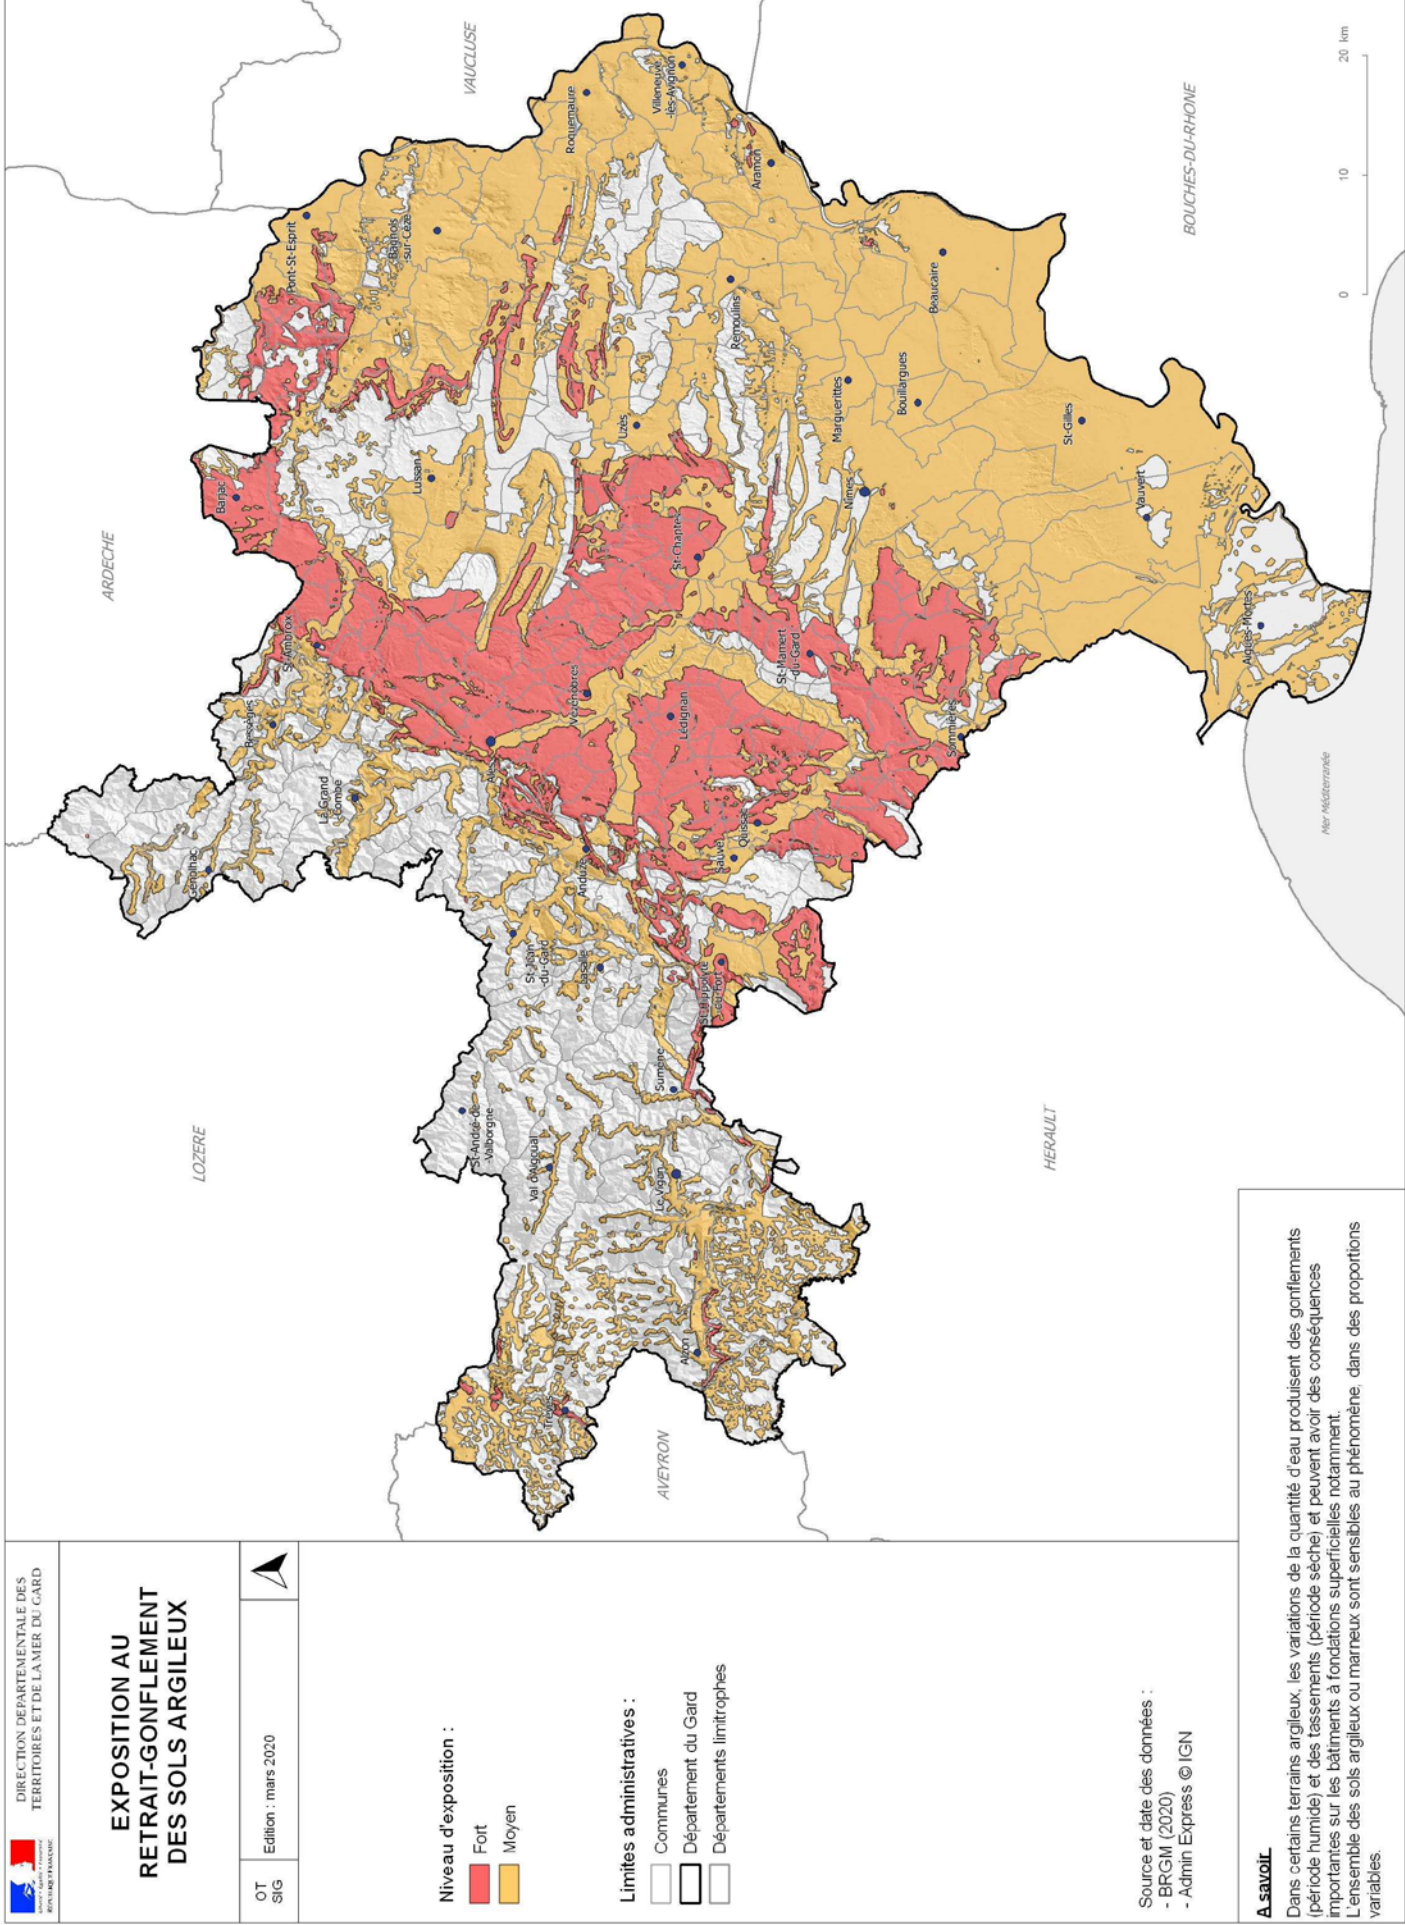 DIRECTION DEPARTEMENTALE DES
TERRITOIRES ET DE LA MER DU GARD
EXPOSITION AU
RETRAIT-GONFLEMENT
DES SOLS ARGILEUX
OT
SIG
Edition : mars 2020
Niveau d'exposition :
Fort
Moyen
Limites administratives :
Communes
Département du Gard
Départements limitrophes
Source et date des données :
- BRGM (2020)
- Admin Express © IGN
A savoir
Dans certains terrains argileux, les variations de la quantité d'eau produisent des gonflements
(période humide) et des tassements (période sèche) et peuvent avoir des conséquences
importantes sur les bâtiments à fondations superficielles notamment.
L'ensemble des sols argileux ou marneux sont sensibles au phénomène, dans des proportions
variables.
LOZERE
ARDECHE
VAUCLUSE
AVEYRON
HERAULT
BOUCHES-DU-RHONE
Mer Méditerranée
Génolhac
Bessèges
La Grand
-Combe
St-Ambroix
Barjac
Pont-St-Esprit
Bagnols
-sur-Cèze
Lussan
Roquemaure
Villeneuve
-lès-Avignon
Alès
St-André-de
-Valborgne
St-Jean
-du-Gard
Val d'Aigoual
Trèves
Anduze
Lasalle
Vézénobres
Uzès
Aramon
Remoulins
St-Chaptes
Lédignan
Sumène
Le Vigan
Alzon
St-Hippolyte
-du-Fort
Sauve
Quissac
St-Mamert
-du-Gard
Nîmes
Marguerittes
Bouillargues
Beaucaire
Sommières
St-Gilles
Vauvert
Aigues-Mortes
0
10
20 km